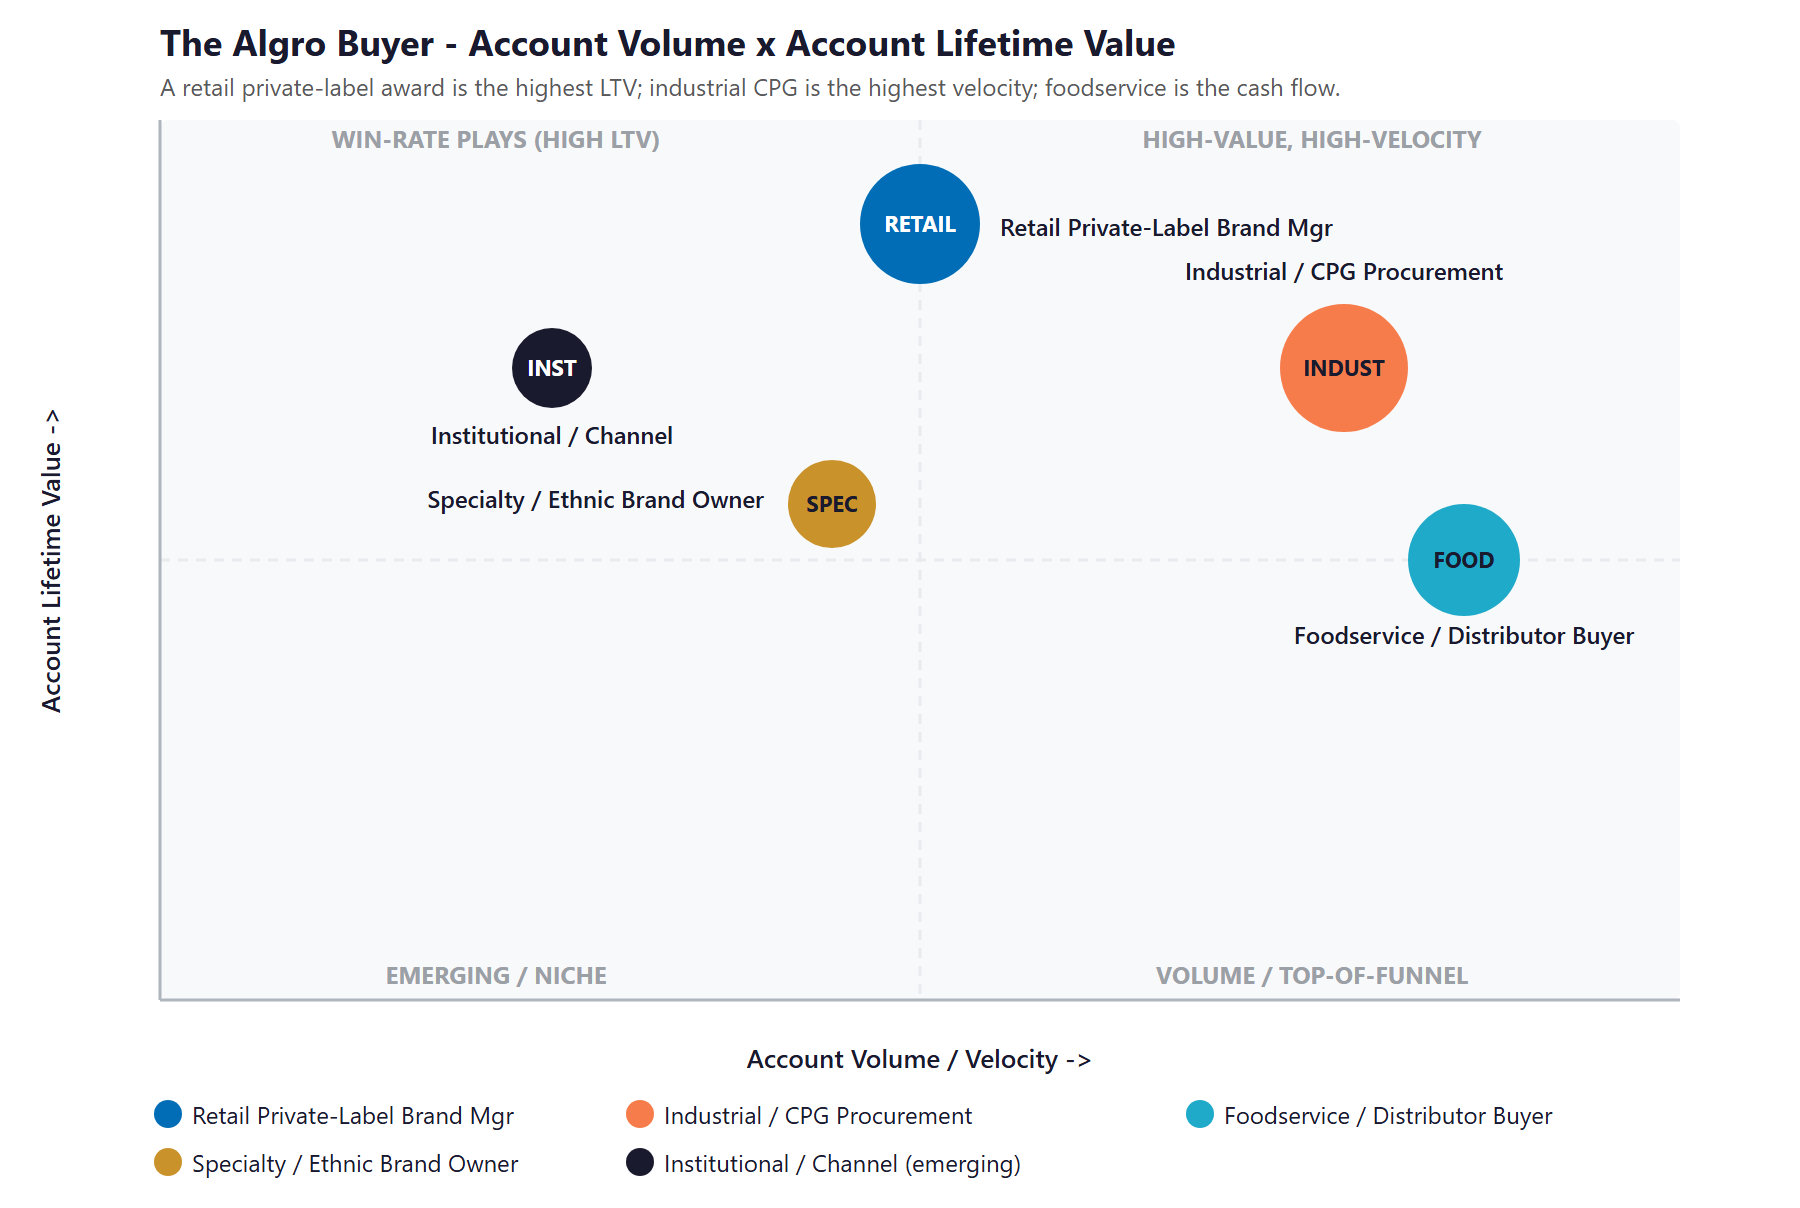 The Algro Buyer - Account Volume x Account Lifetime Value
A retail private-label award is the highest LTV; industrial CPG is the highest velocity; foodservice is the cash flow.
WIN-RATE PLAYS (HIGH LTV)
HIGH-VALUE, HIGH-VELOCITY
RETAIL
Retail Private-Label Brand Mgr
Industrial / CPG Procurement
INST
INDUST
Institutional / Channel
Specialty / Ethnic Brand Owner
SPEC
FOOD
Foodservice / Distributor Buyer
Account Lifetime Value ->
EMERGING / NICHE
VOLUME / TOP-OF-FUNNEL
Account Volume / Velocity ->
Retail Private-Label Brand Mgr
Industrial / CPG Procurement
Foodservice / Distributor Buyer
Specialty / Ethnic Brand Owner
Institutional / Channel (emerging)